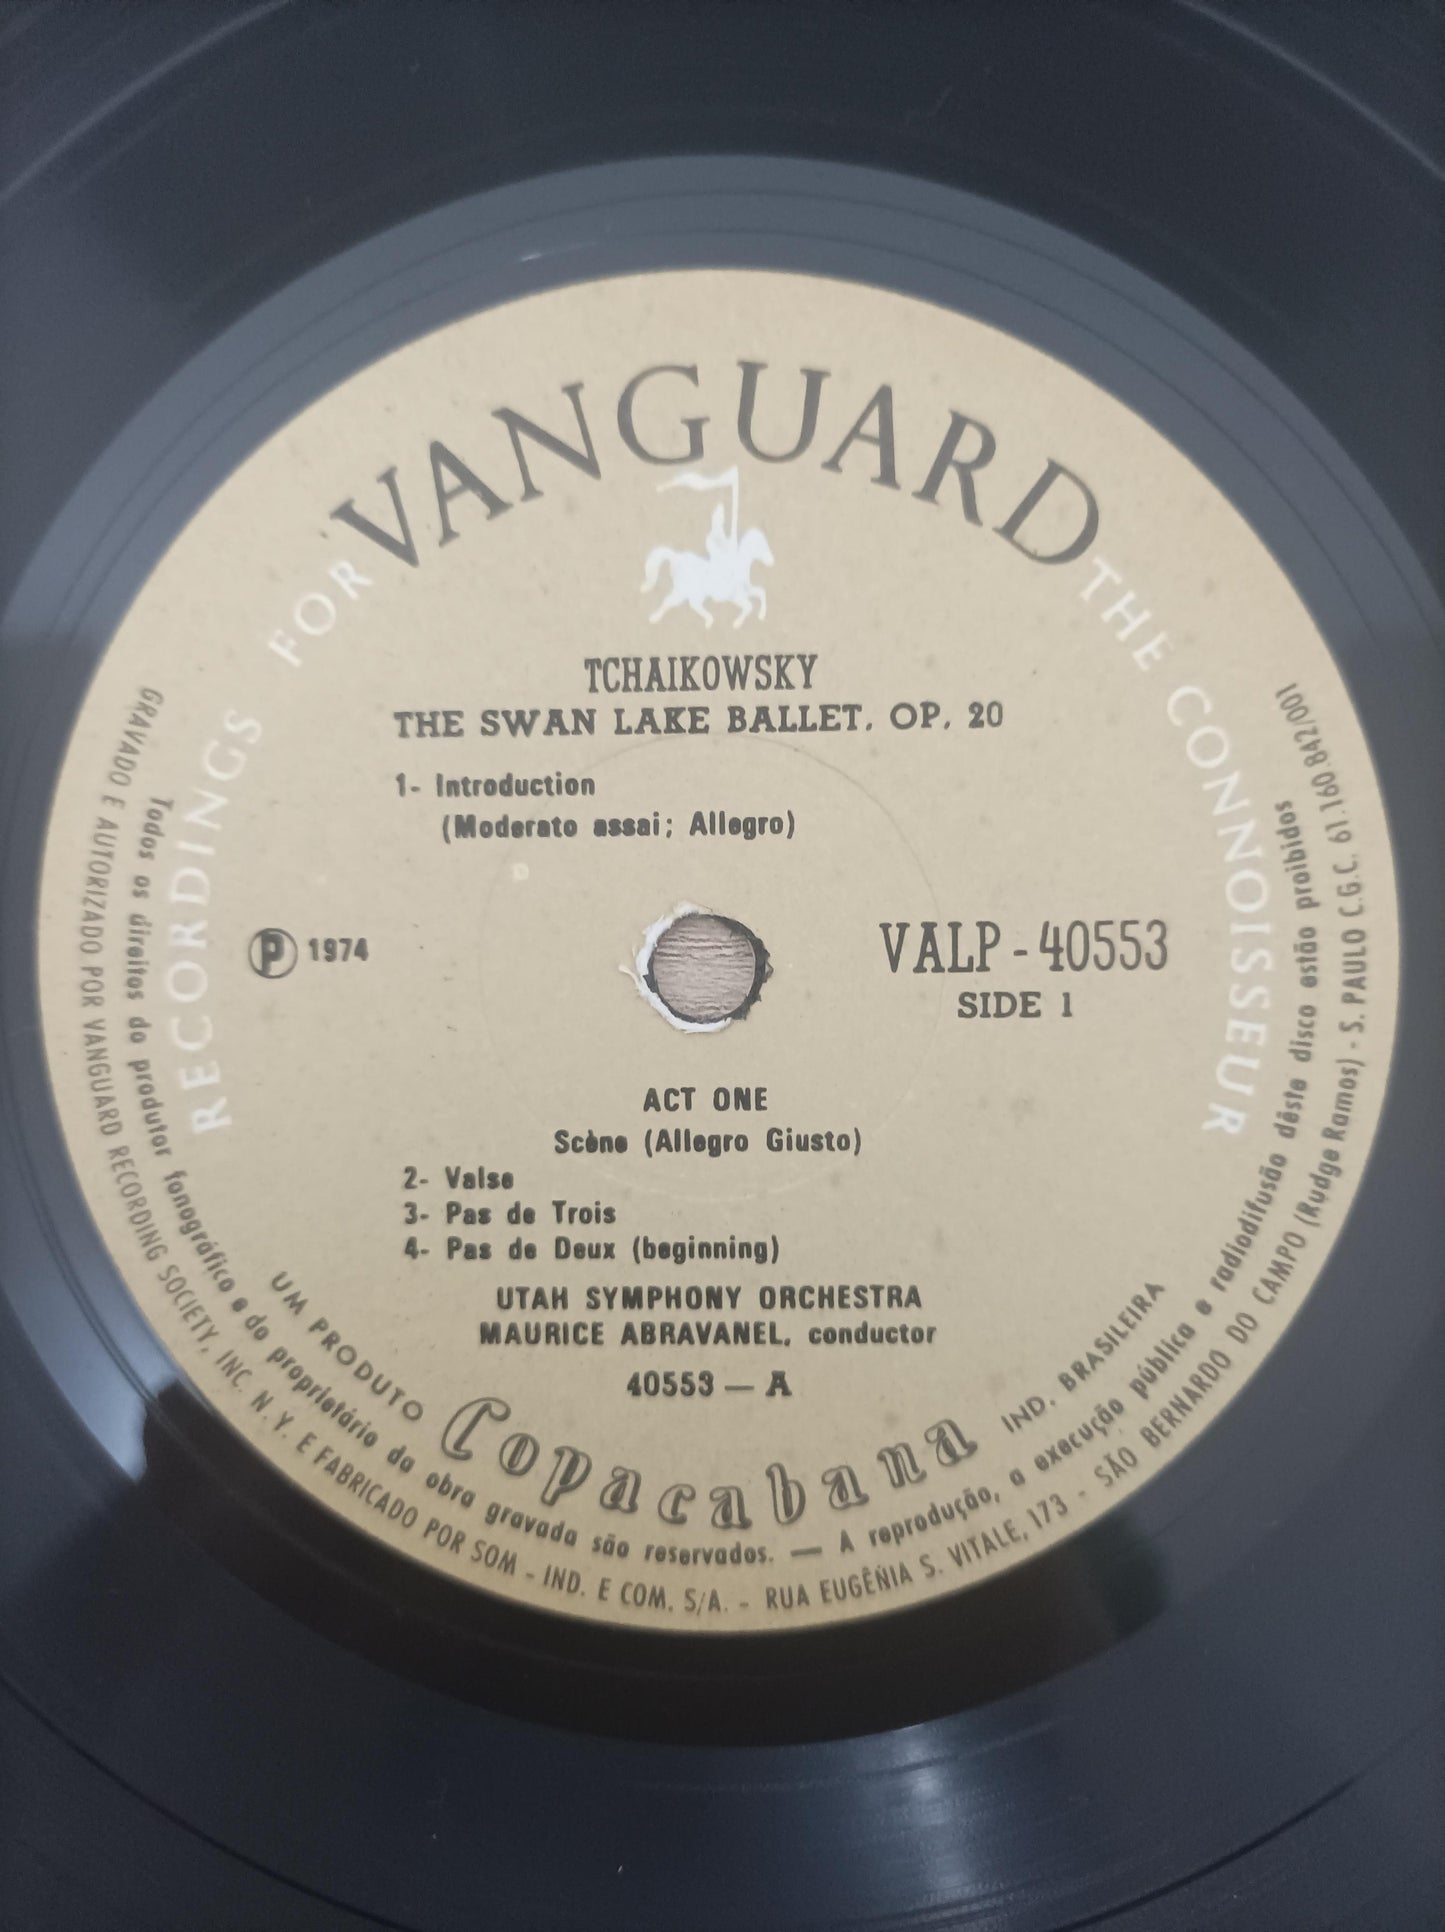 VANGUARD
RECORDINGS FOR THE CONNOISSEUR
TCHAIKOWSKY
THE SWAN LAKE BALLET, OP. 20
1- Introduction
(Moderato assai; Allegro)
P 1974
VALP - 40553
SIDE 1
ACT ONE
Scène (Allegro Giusto)
2- Valse
3- Pas de Trois
4- Pas de Deux (beginning)
UTAH SYMPHONY ORCHESTRA
MAURICE ABRAVANEL, conductor
40553 — A
UM PRODUTO Copacabana IND. BRASILEIRA
Todos os direitos do produtor fonográfico e do proprietário da obra gravada são reservados. — A reprodução, a execução pública e radiodifusão dêste disco estão proibidos
GRAVADO E AUTORIZADO POR VANGUARD RECORDING SOCIETY, INC. N. Y. E FABRICADO POR SOM - IND. E COM. S/A. - RUA EUGÊNIA S. VITALE, 173 - SÃO BERNARDO DO CAMPO (Rudge Ramos) - S. PAULO C.G.C. 61.160.842/001